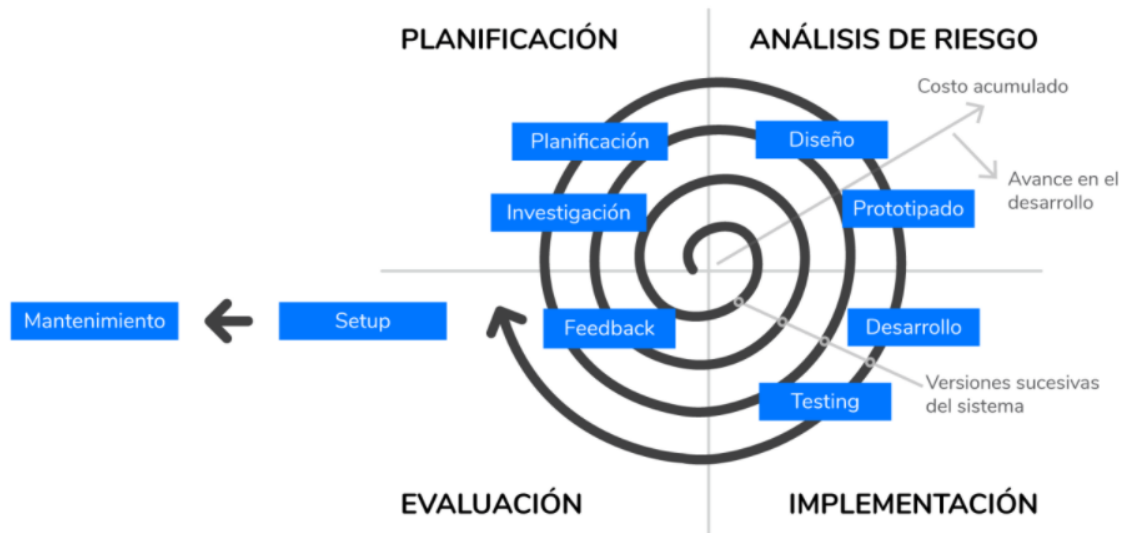 PLANIFICACIÓN
ANÁLISIS DE RIESGO
Costo acumulado
Planificación
Diseño
Avance en el
desarrollo
Investigación
Prototipado
Mantenimiento
Setup
Feedback
Desarrollo
Versiones sucesivas
del sistema
Testing
EVALUACIÓN
IMPLEMENTACIÓN